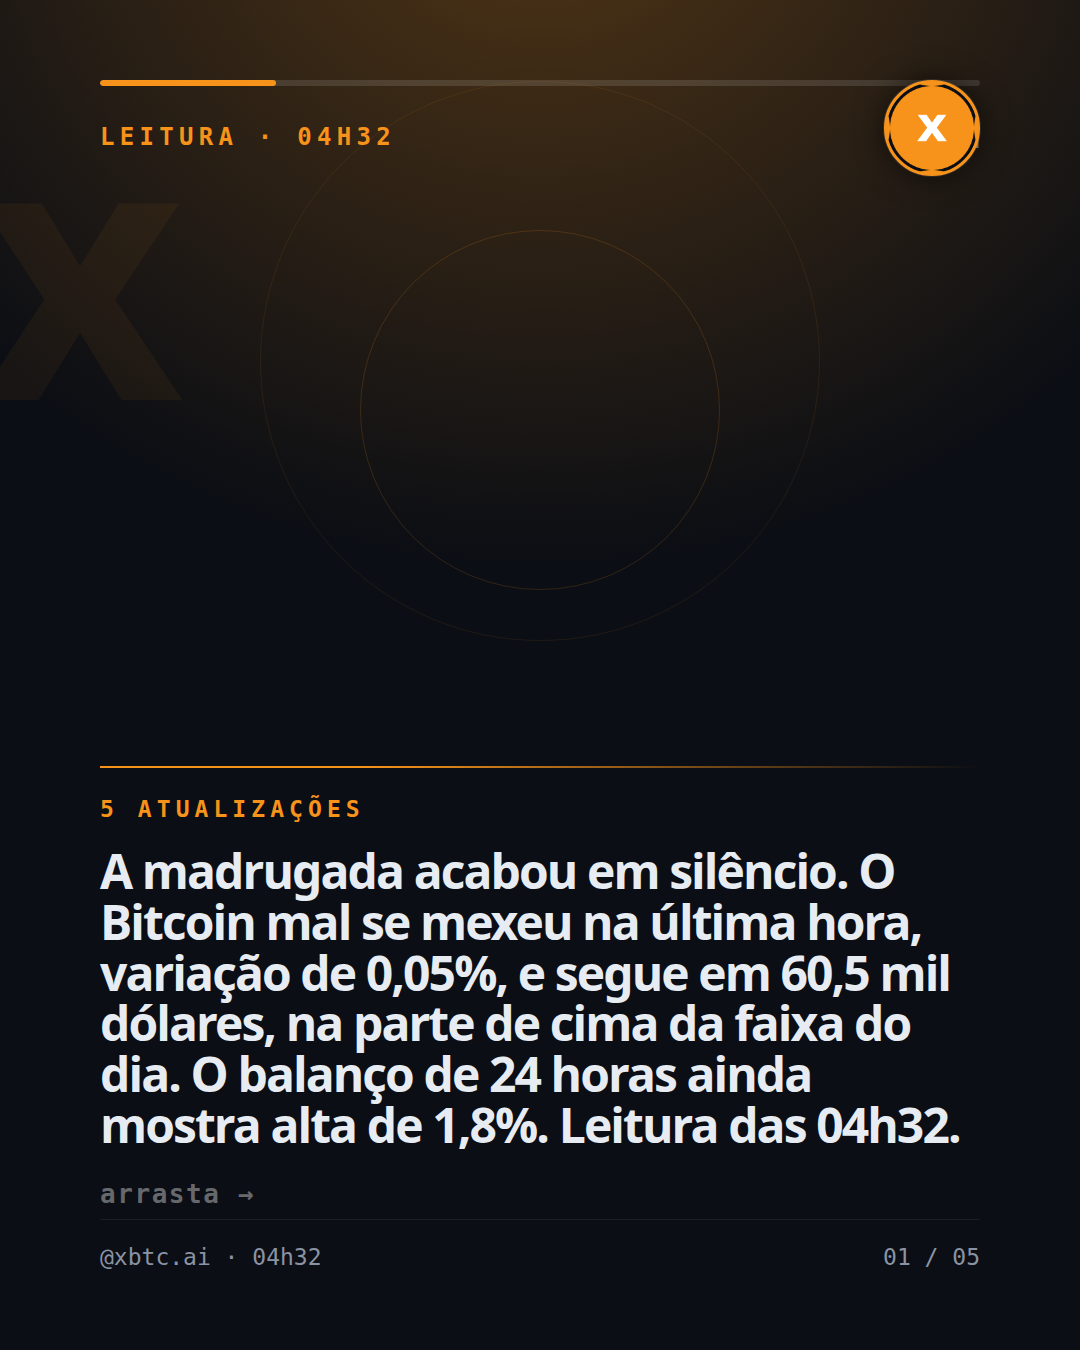 LEITURA · 04H32
X
X
5 ATUALIZAÇÕES
A madrugada acabou em silêncio. O
Bitcoin mal se mexeu na última hora,
variação de 0,05%, e segue em 60,5 mil
dólares, na parte de cima da faixa do
dia. O balanço de 24 horas ainda
mostra alta de 1,8%. Leitura das 04h32.
arrasta →
@xbtc.ai · 04h32
01 / 05